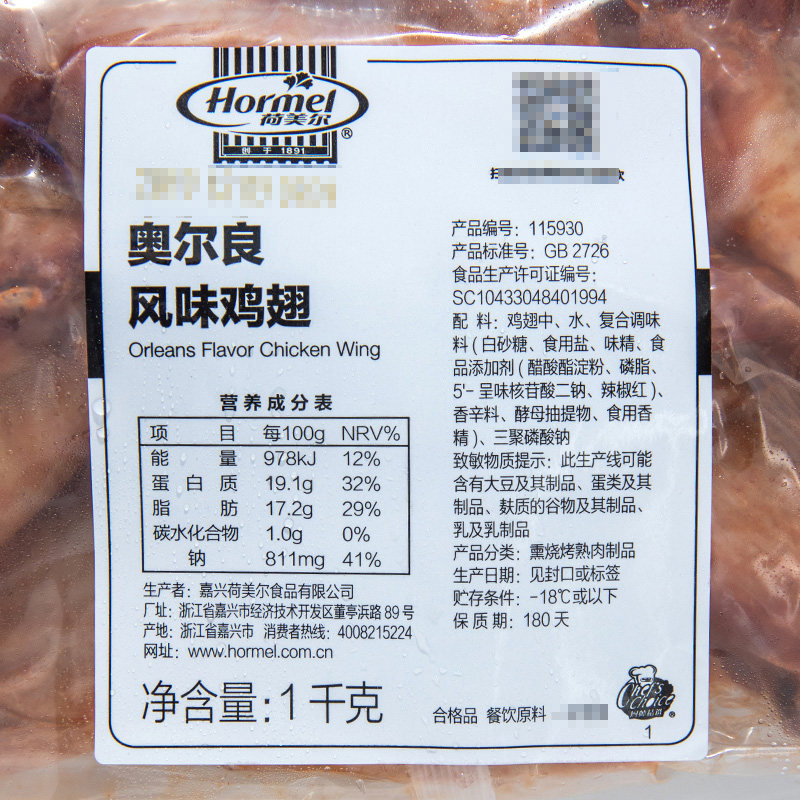 Hormel
荷美尔
®
创于1891
奥尔良
风味鸡翅
Orleans Flavor Chicken Wing
营养成分表
项 目 每100g NRV%
能 量 978kJ 12%
蛋白质 19.1g 32%
脂 肪 17.2g 29%
碳水化合物 1.0g 0%
钠 811mg 41%
生产者：嘉兴荷美尔食品有限公司
厂址：浙江省嘉兴市经济技术开发区董亭浜路89号
产地：浙江省嘉兴市 消费者热线：4008215224
网址：www.hormel.com.cn
净含量：1千克
产品编号：115930
产品标准号：GB 2726
食品生产许可证编号：
SC10433048401994
配 料：鸡翅中、水、复合调味
料（白砂糖、食用盐、味精、食
品添加剂（醋酸酯淀粉、磷脂、
5'-呈味核苷酸二钠、辣椒红）、
香辛料、酵母抽提物、食用香
精）、三聚磷酸钠
致敏物质提示：此生产线可能
含有大豆及其制品、蛋类及其
制品、麸质的谷物及其制品、
乳及乳制品
产品分类：熏烧烤熟肉制品
生产日期：见封口或标签
贮存条件：-18℃或以下
保 质 期：180天
合格品 餐饮原料
Chef's
Choice
®
1